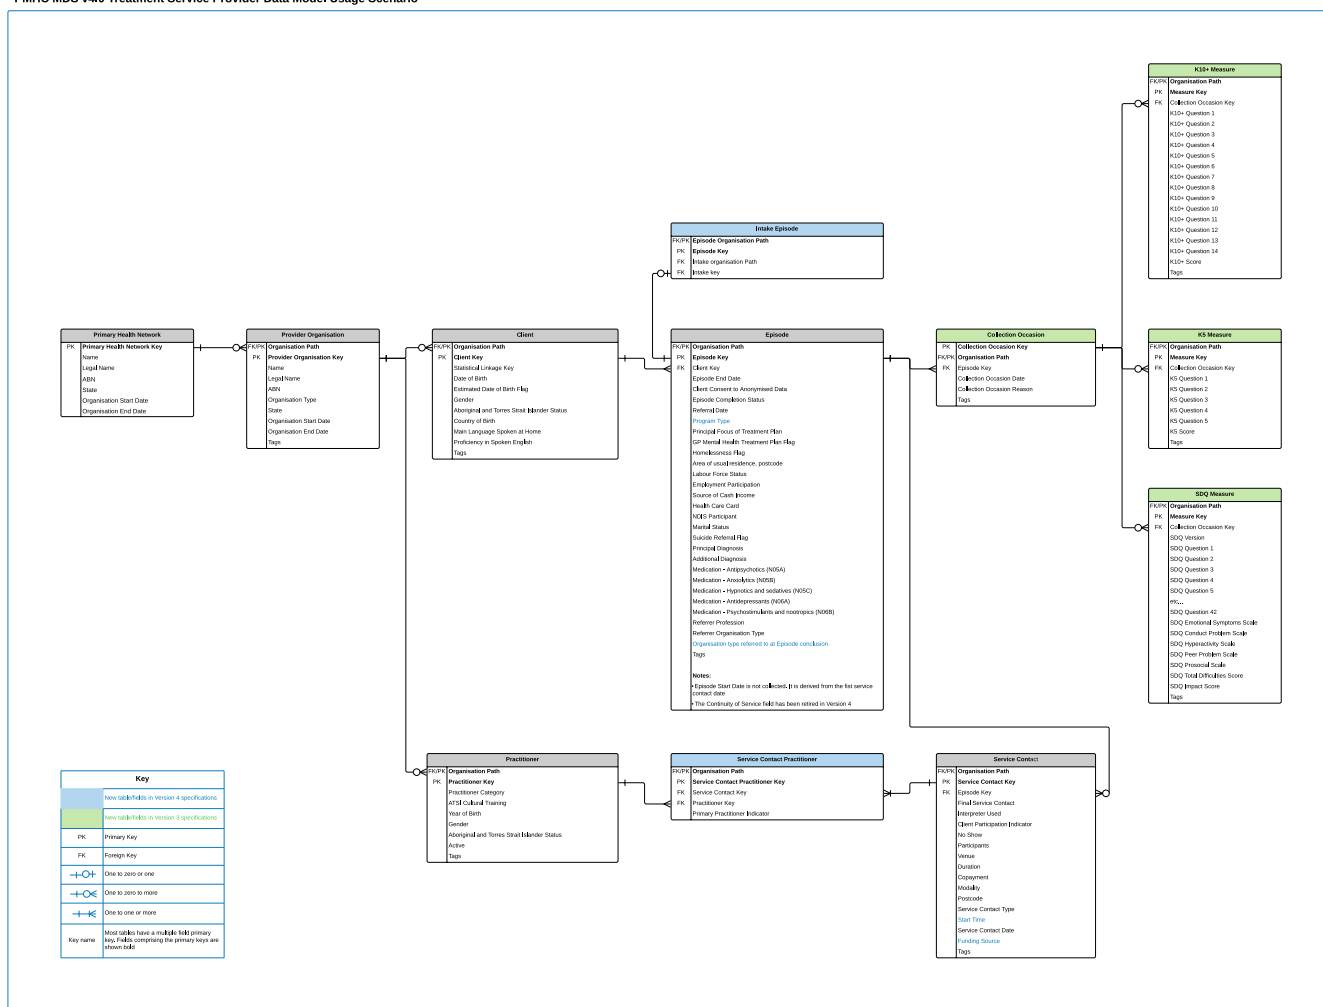 PMHC MDS v4.0 Treatment Service Provider Data Model Usage Scenario
K10+ Measure
FK/PK Organisation Path
PK Measure Key
FK Collection Occasion Key
K10+ Question 1
K10+ Question 2
K10+ Question 3
K10+ Question 4
K10+ Question 5
K10+ Question 6
K10+ Question 7
K10+ Question 8
K10+ Question 9
K10+ Question 10
K10+ Question 11
K10+ Question 12
K10+ Question 13
K10+ Question 14
K10+ Score
Tags
Intake Episode
FK/PK Episode Organisation Path
PK Episode Key
FK Intake organisation Path
FK Intake key
Primary Health Network
PK Primary Health Network Key
Name
Legal Name
ABN
State
Organisation Start Date
Organisation End Date
Provider Organisation
FK/PK Organisation Path
PK Provider Organisation Key
Name
Legal Name
ABN
Organisation Type
State
Organisation Start Date
Organisation End Date
Tags
Client
FK/PK Organisation Path
PK Client Key
Statistical Linkage Key
Date of Birth
Estimated Date of Birth Flag
Gender
Aboriginal and Torres Strait Islander Status
Country of Birth
Main Language Spoken at Home
Proficiency in Spoken English
Tags
Episode
FK/PK Organisation Path
PK Episode Key
FK Client Key
Episode End Date
Client Consent to Anonymised Data
Episode Completion Status
Referral Date
Program Type
Principal Focus of Treatment Plan
GP Mental Health Treatment Plan Flag
Homelessness Flag
Area of usual residence, postcode
Labour Force Status
Employment Participation
Source of Cash Income
Health Care Card
NDIS Participant
Marital Status
Suicide Referral Flag
Principal Diagnosis
Additional Diagnosis
Medication - Antipsychotics (N05A)
Medication - Anxiolytics (N05B)
Medication - Hypnotics and sedatives (N05C)
Medication - Antidepressants (N06A)
Medication - Psychostimulants and nootropics (N06B)
Referrer Profession
Referrer Organisation Type
Organisation type referred to at Episode conclusion
Tags
Notes:
• Episode Start Date is not collected. It is derived from the fist service
contact date
• The Continuity of Service field has been retired in Version 4
Collection Occasion
PK Collection Occasion Key
FK/PK Organisation Path
FK Episode Key
Collection Occasion Date
Collection Occasion Reason
Tags
K5 Measure
FK/PK Organisation Path
PK Measure Key
FK Collection Occasion Key
K5 Question 1
K5 Question 2
K5 Question 3
K5 Question 4
K5 Question 5
K5 Score
Tags
SDQ Measure
FK/PK Organisation Path
PK Measure Key
FK Collection Occasion Key
SDQ Version
SDQ Question 1
SDQ Question 2
SDQ Question 3
SDQ Question 4
SDQ Question 5
etc...
SDQ Question 42
SDQ Emotional Symptoms Scale
SDQ Conduct Problem Scale
SDQ Hyperactivity Scale
SDQ Peer Problem Scale
SDQ Prosocial Scale
SDQ Total Difficulties Score
SDQ Impact Score
Tags
Practitioner
FK/PK Organisation Path
PK Practitioner Key
Practitioner Category
ATSI Cultural Training
Year of Birth
Gender
Aboriginal and Torres Strait Islander Status
Active
Tags
Service Contact Practitioner
FK/PK Organisation Path
PK Service Contact Practitioner Key
FK Service Contact Key
FK Practitioner Key
Primary Practitioner Indicator
Service Contact
FK/PK Organisation Path
PK Service Contact Key
FK Episode Key
Final Service Contact
Interpreter Used
Client Participation Indicator
No Show
Participants
Venue
Duration
Copayment
Modality
Postcode
Service Contact Type
Start Time
Service Contact Date
Funding Source
Tags
Key
New table/fields in Version 4 specifications
New table/fields in Version 3 specifications
PK Primary Key
FK Foreign Key
One to zero or one
One to zero to more
One to one or more
Key name Most tables have a multiple field primary
key. Fields comprising the primary keys are
shown bold